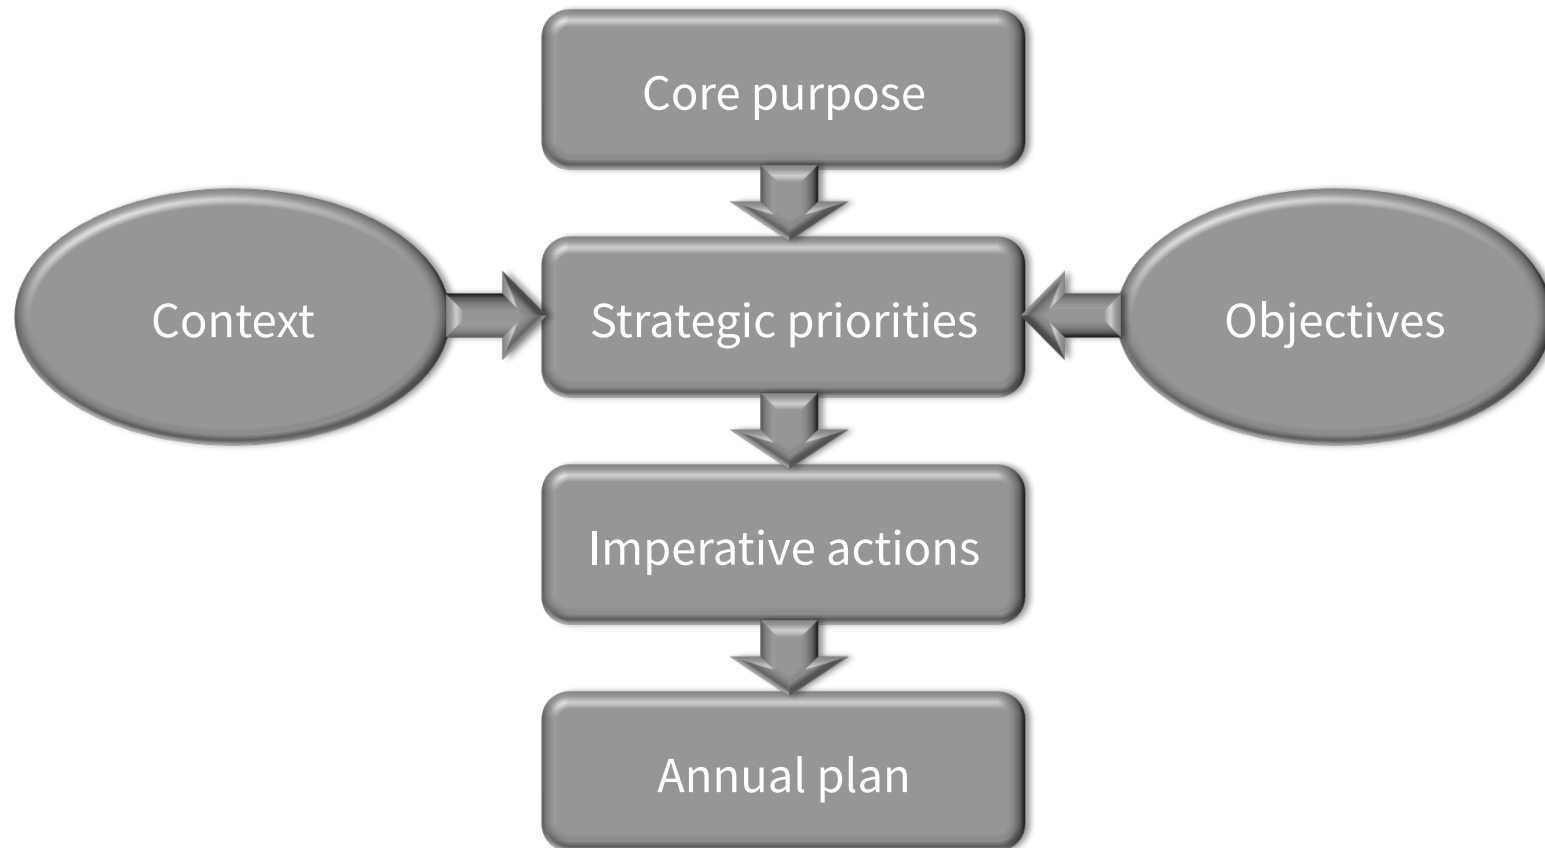 Core purpose
Context
Strategic priorities
Objectives
Imperative actions
Annual plan